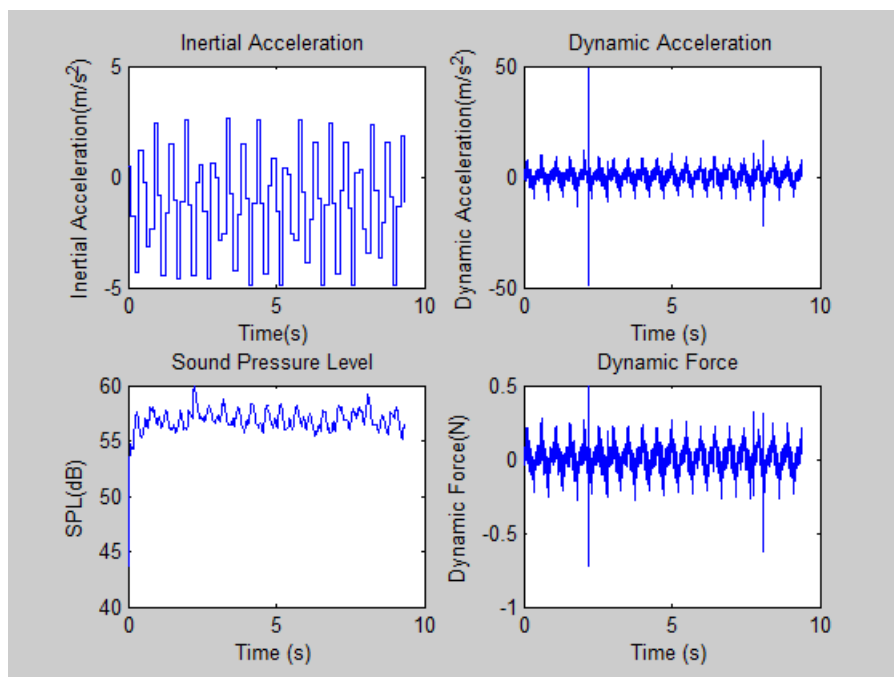 Inertial Acceleration
Inertial Acceleration(m/s²)
5
0
-5
0
5
10
Time(s)
Dynamic Acceleration
Dynamic Acceleration(m/s²)
50
0
-50
0
5
10
Time (s)
Sound Pressure Level
SPL(dB)
60
55
50
45
40
0
5
10
Time (s)
Dynamic Force
Dynamic Force(N)
0.5
0
-0.5
-1
0
5
10
Time (s)